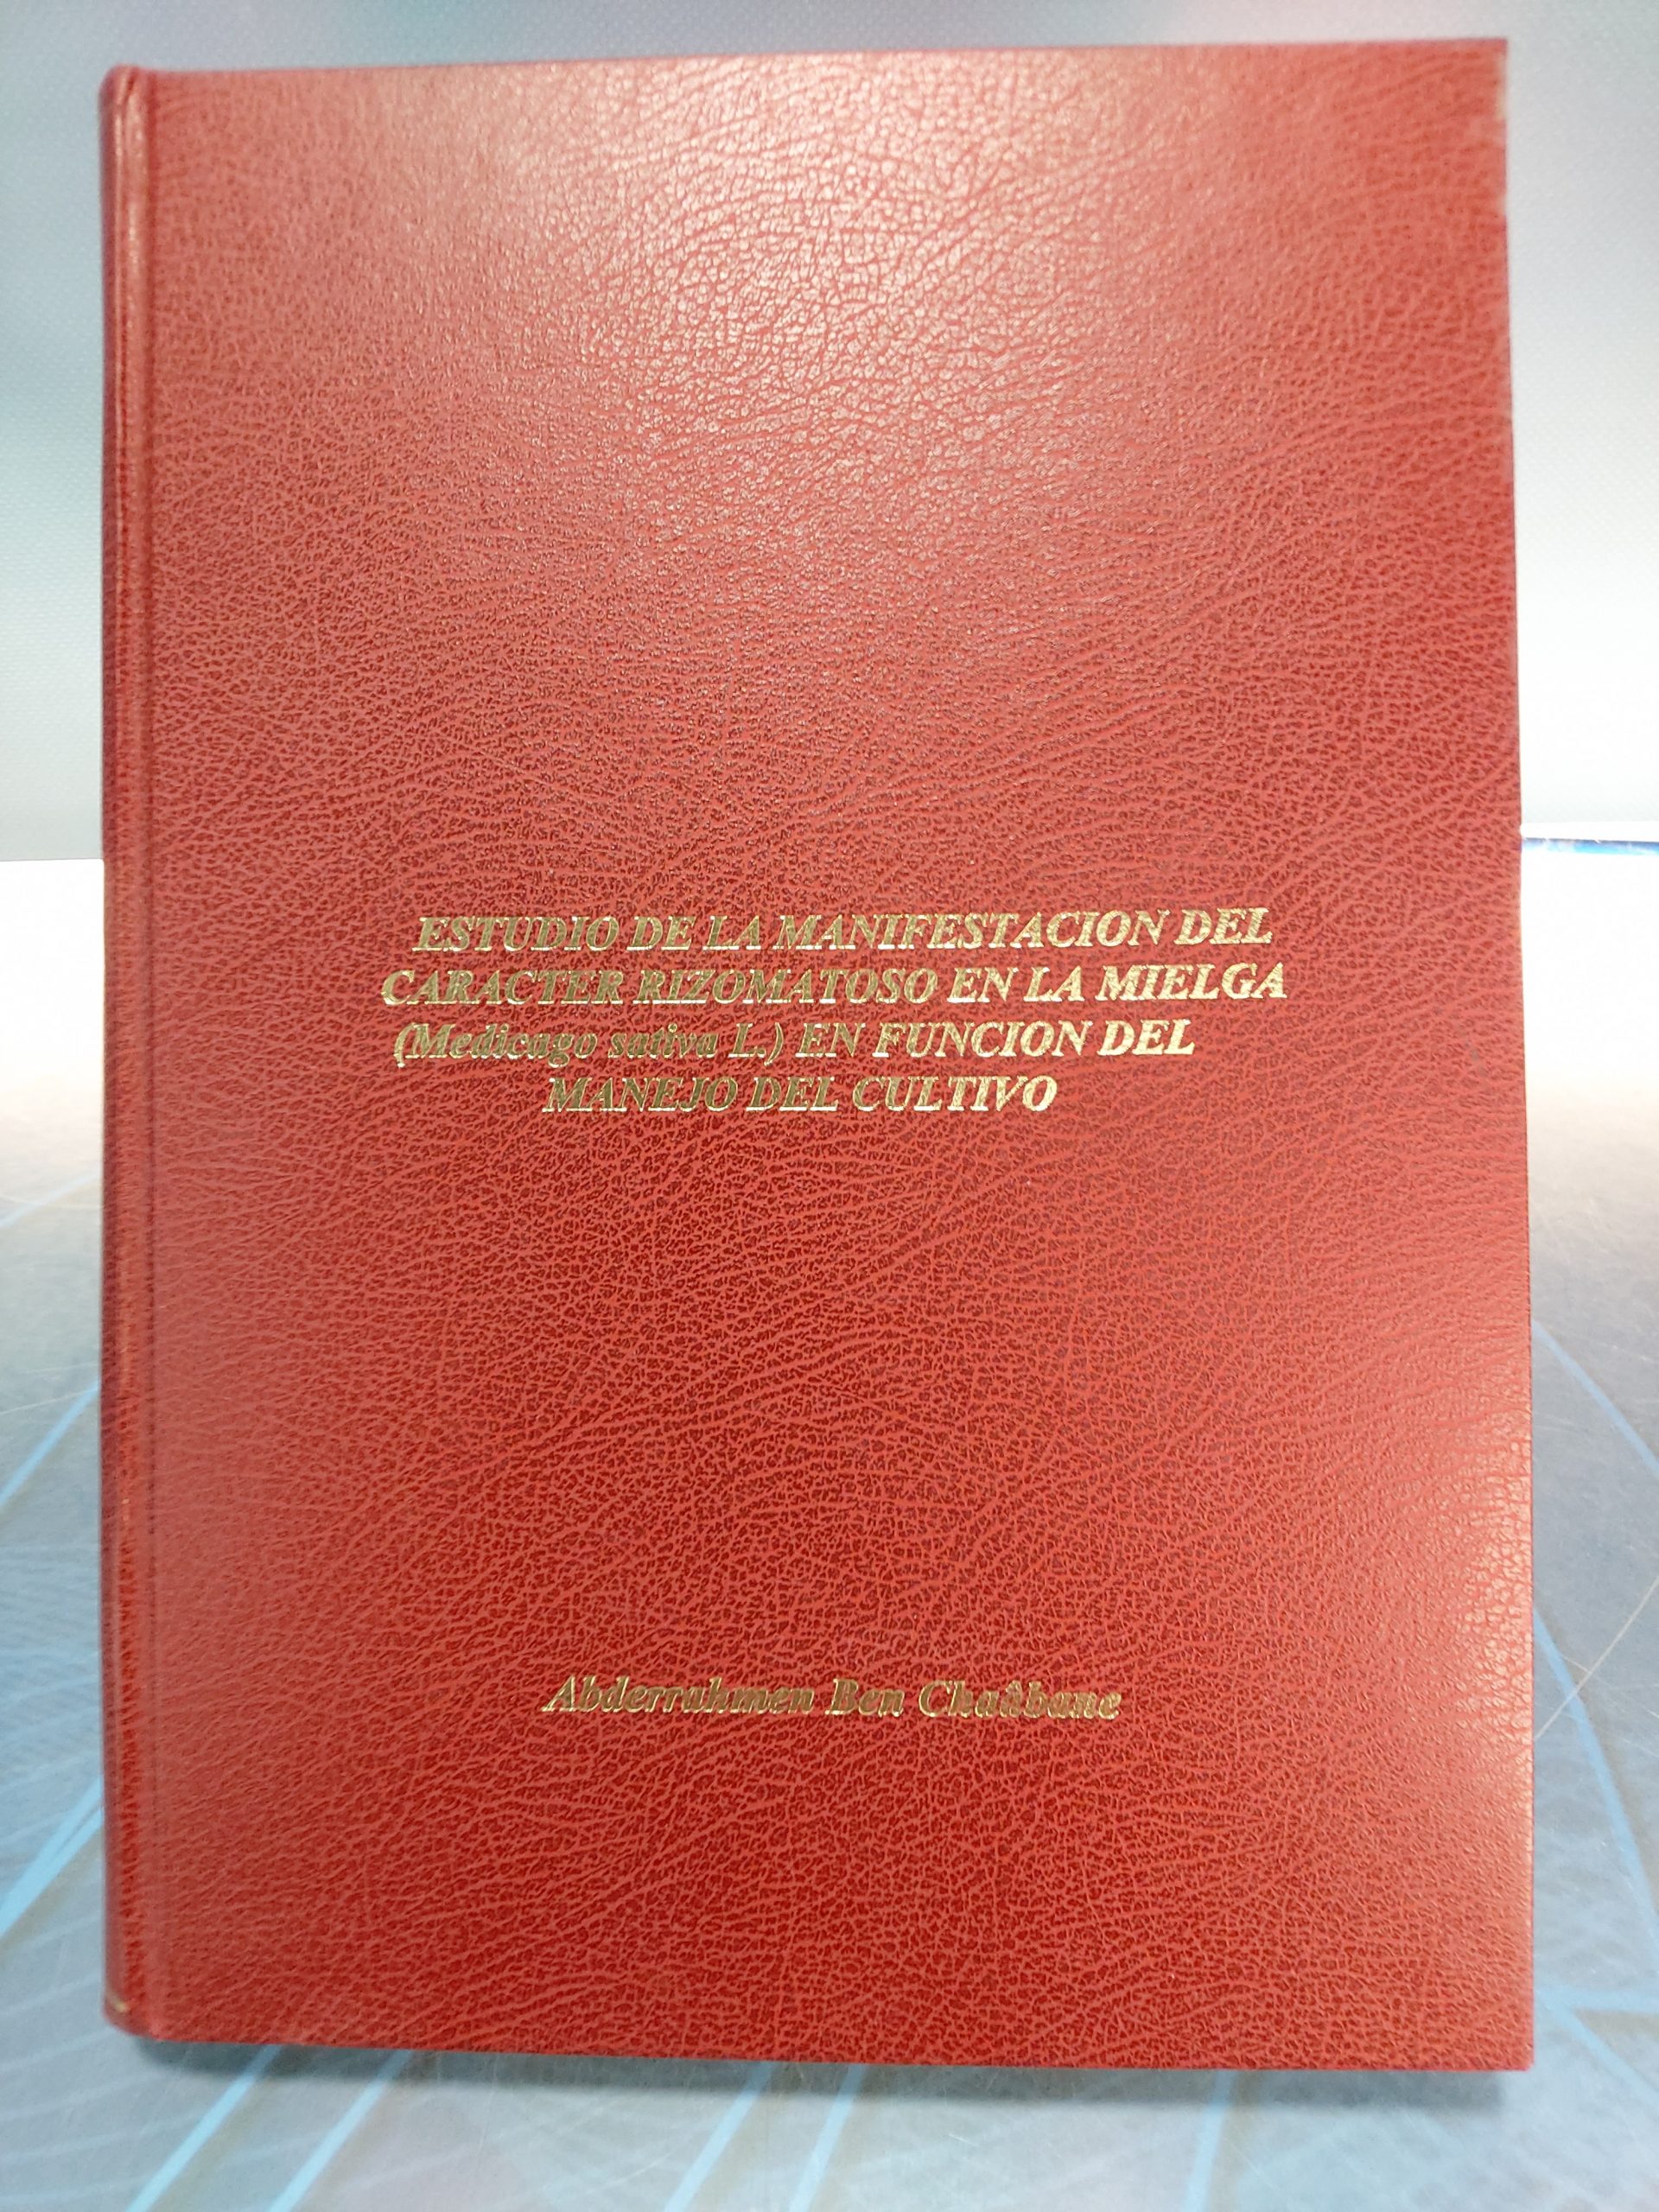 ESTUDIO DE LA MANIFESTACION DEL
CARACTER RIZOMATOSO EN LA MIELGA
(Medicago sativa L.) EN FUNCION DEL
MANEJO DEL CULTIVO
Abderrahmen Ben Chaûbane